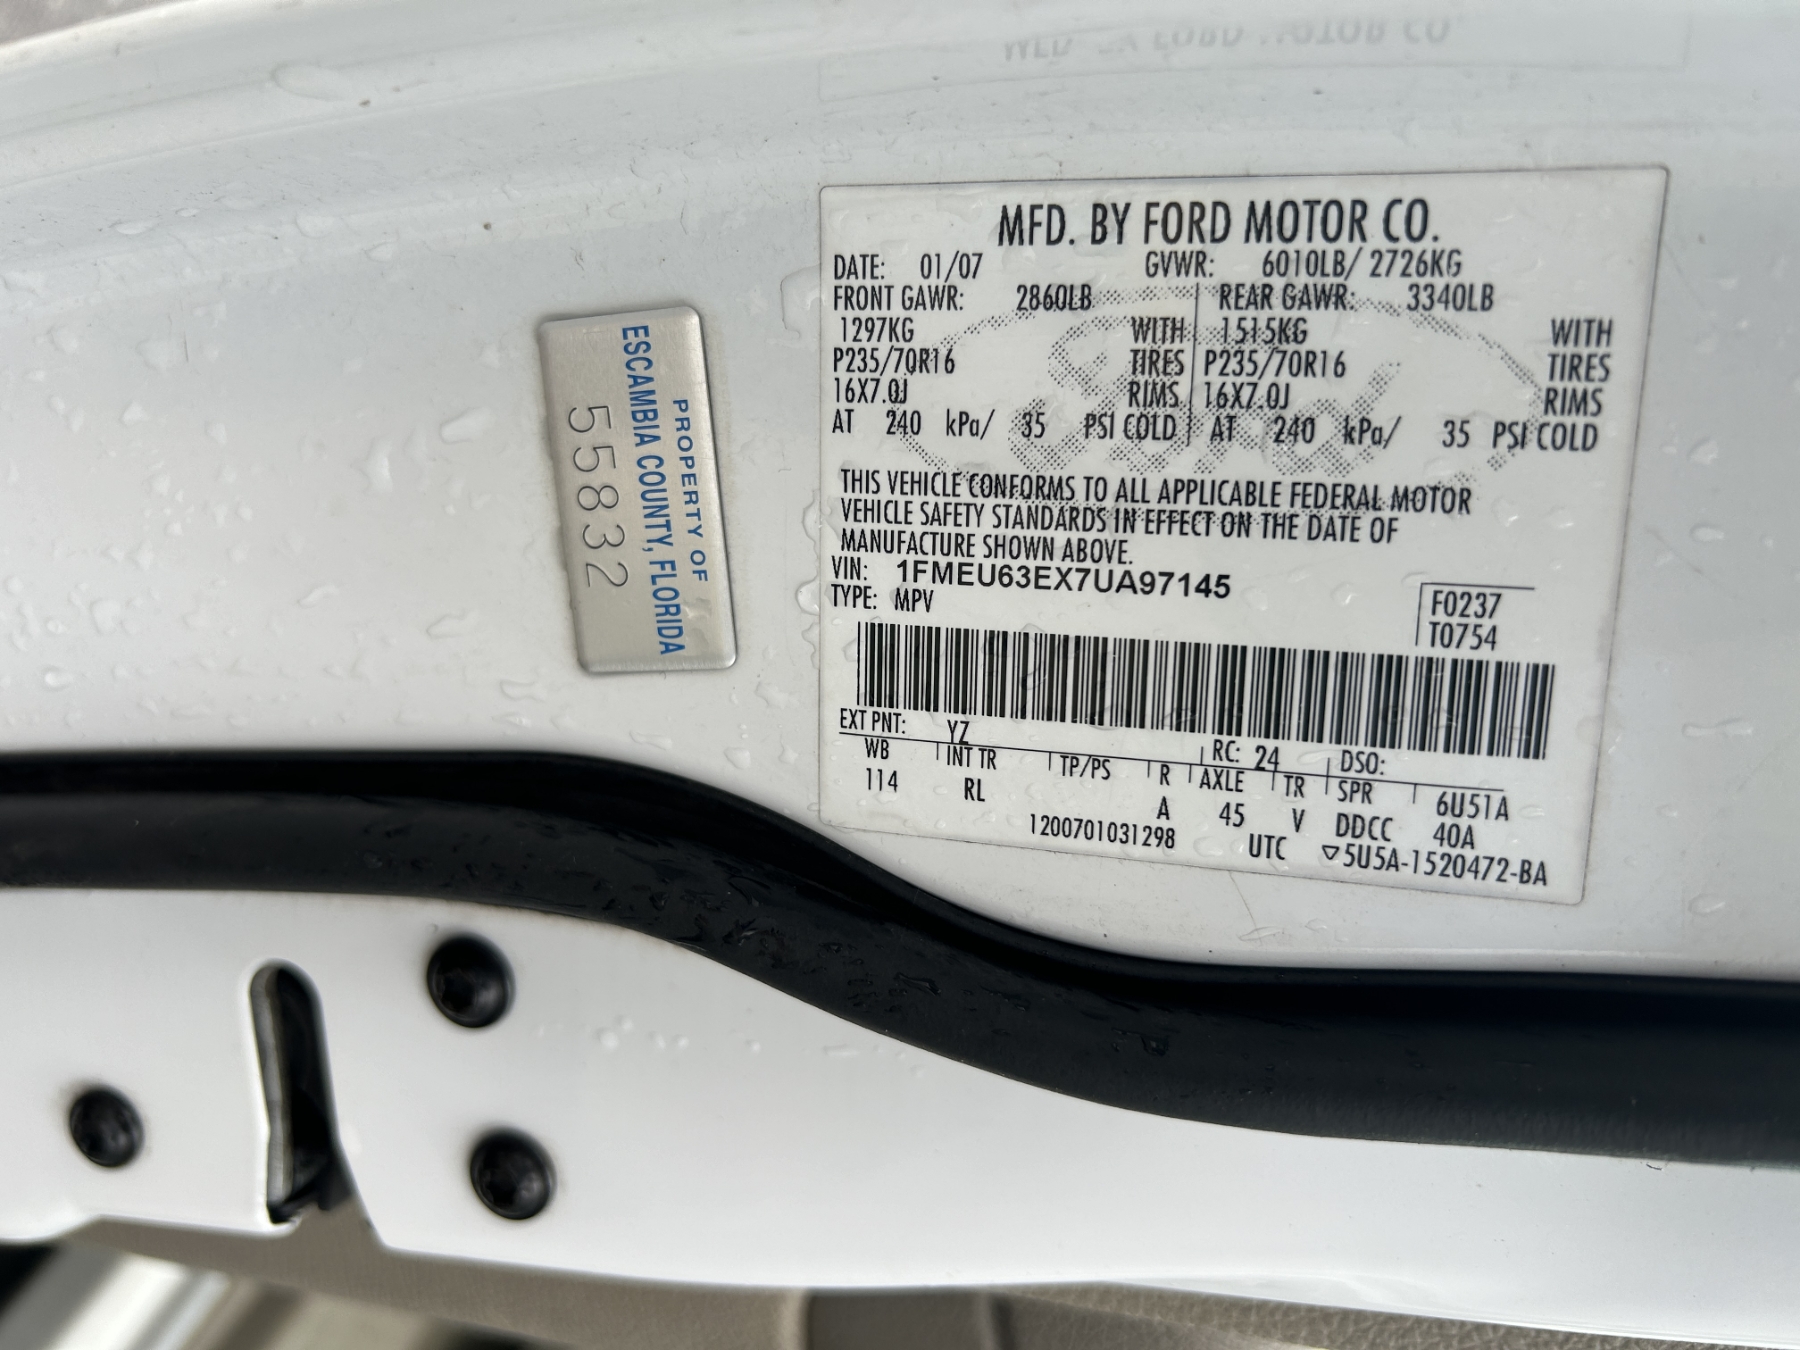 MFD. BY FORD MOTOR CO.
PROPERTY OF
ESCAMBIA COUNTY, FLORIDA
55832
MFD. BY FORD MOTOR CO.
DATE: 01/07 GVWR: 6010LB/ 2726KG
FRONT GAWR: 2860LB REAR GAWR: 3340LB
1297KG WITH 1515KG WITH
P235/70R16 TIRES P235/70R16 TIRES
16X7.0J RIMS 16X7.0J RIMS
AT 240 kPa/ 35 PSI COLD AT 240 kPa/ 35 PSI COLD
THIS VEHICLE CONFORMS TO ALL APPLICABLE FEDERAL MOTOR
VEHICLE SAFETY STANDARDS IN EFFECT ON THE DATE OF
MANUFACTURE SHOWN ABOVE.
VIN: 1FMEU63EX7UA97145
TYPE: MPV
F0237
T0754
EXT PNT: YZ RC: 24 DSO:
WB INT TR TP/PS R AXLE TR SPR 6U51A
114 RL A 45 V DDCC 40A
1200701031298 UTC ▽5U5A-1520472-BA